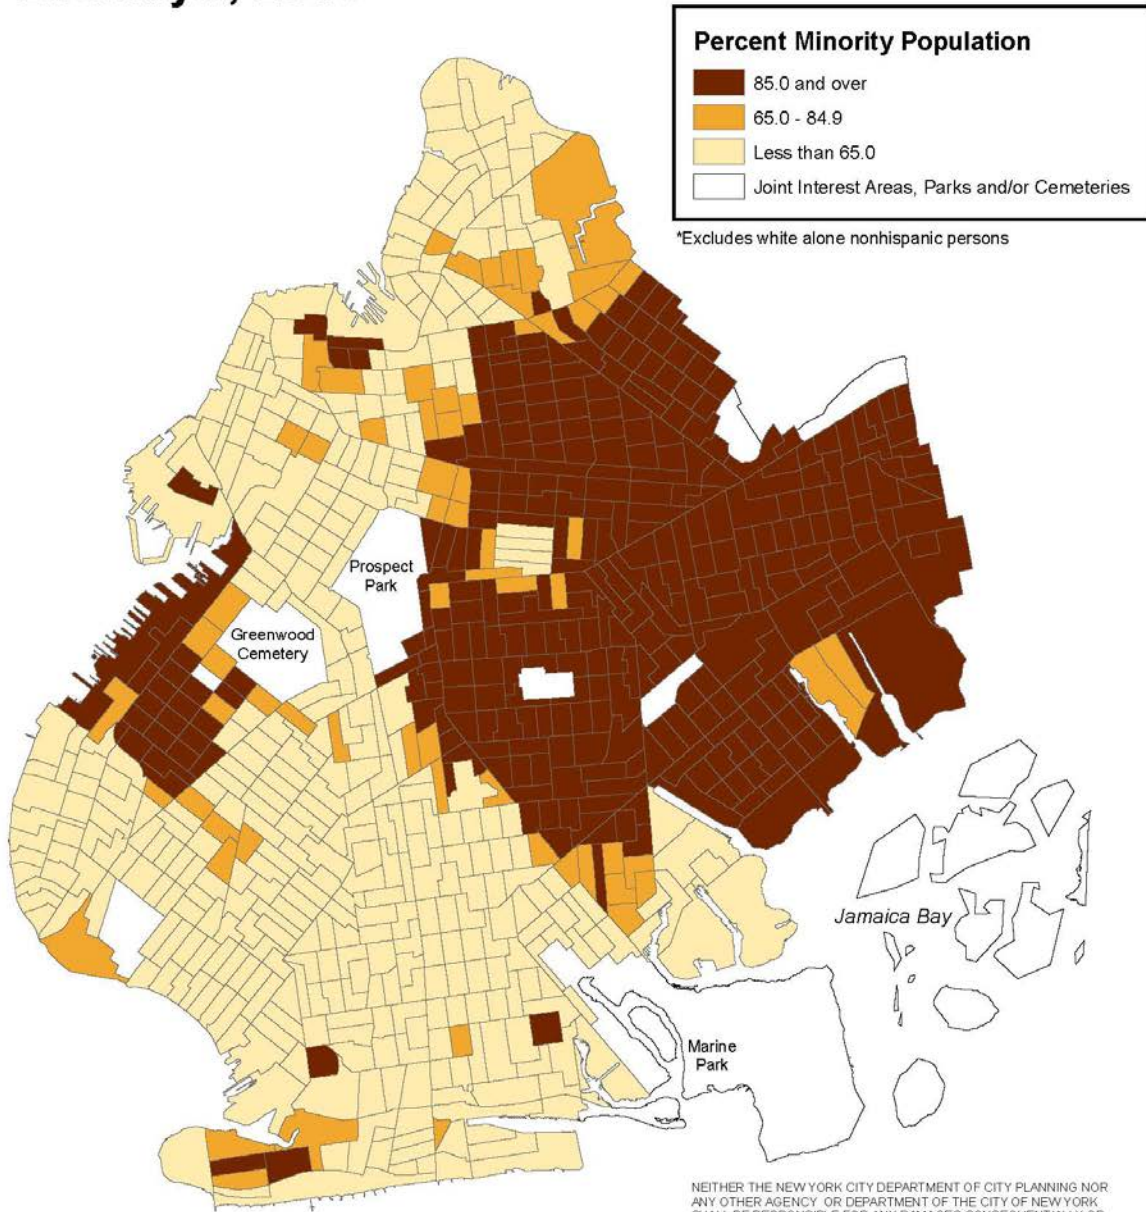 Percent Minority Population
85.0 and over
65.0 - 84.9
Less than 65.0
Joint Interest Areas, Parks and/or Cemeteries
*Excludes white alone nonhispanic persons
Prospect
Park
Greenwood
Cemetery
Jamaica Bay
Marine
Park
NEITHER THE NEW YORK CITY DEPARTMENT OF CITY PLANNING NOR
ANY OTHER AGENCY OR DEPARTMENT OF THE CITY OF NEW YORK